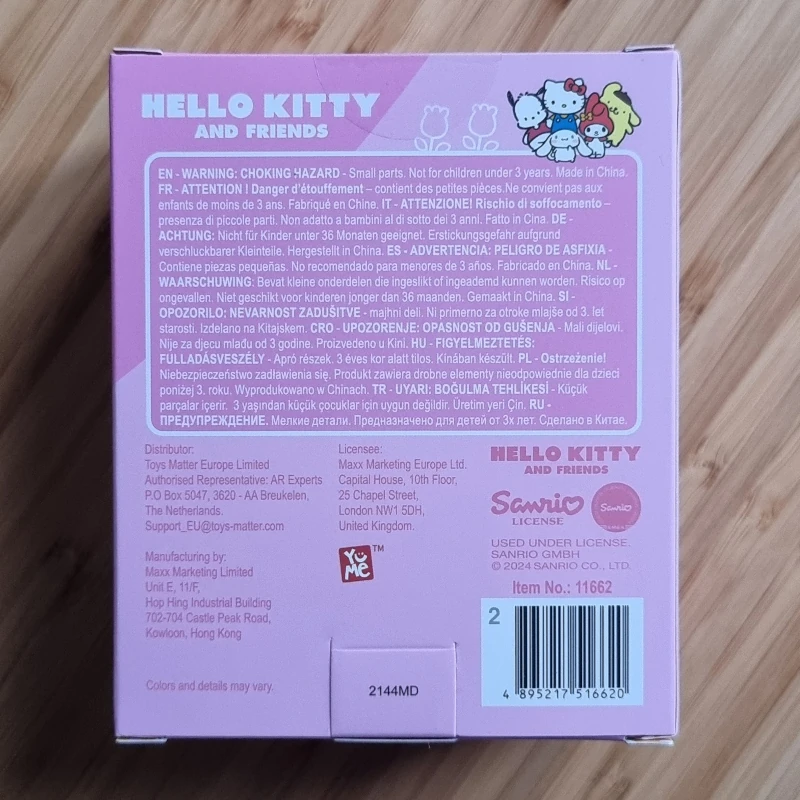 HELLO KITTY
AND FRIENDS
EN - WARNING: CHOKING HAZARD - Small parts. Not for children under 3 years. Made in China.
FR - ATTENTION ! Danger d'étouffement – contient des petites pièces.Ne convient pas aux
enfants de moins de 3 ans. Fabriqué en Chine. IT - ATTENZIONE! Rischio di soffocamento –
presenza di piccole parti. Non adatto a bambini al di sotto dei 3 anni. Fatto in Cina. DE -
ACHTUNG: Nicht für Kinder unter 36 Monaten geeignet. Erstickungsgefahr aufgrund
verschluckbarer Kleinteile. Hergestellt in China. ES - ADVERTENCIA: PELIGRO DE ASFIXIA -
Contiene piezas pequeñas. No recomendado para menores de 3 años. Fabricado en China. NL -
WAARSCHUWING: Bevat kleine onderdelen die ingeslikt of ingeademd kunnen worden. Risico op
ongevallen. Niet geschikt voor kinderen jonger dan 36 maanden. Gemaakt in China. SI -
OPOZORILO: NEVARNOST ZADUŠITVE - majhni deli. Ni primerno za otroke mlajše od 3. let
starosti. Izdelano na Kitajskem. CRO - UPOZORENJE: OPASNOST OD GUŠENJA - Mali dijelovi.
Nije za djecu mlađu od 3 godine. Proizvedeno u Kini. HU - FIGYELMEZTETÉS:
FULLADÁSVESZÉLY - Apró részek. 3 éves kor alatt tilos. Kínában készült. PL - Ostrzeżenie!
Niebezpieczeństwo zadławienia się. Produkt zawiera drobne elementy nieodpowiednie dla dzieci
poniżej 3. roku. Wyprodukowano w Chinach. TR - UYARI: BOĞULMA TEHLİKESİ - Küçük
parçalar içerir. 3 yaşından küçük çocuklar için uygun değildir. Üretim yeri Çin. RU -
ПРЕДУПРЕЖДЕНИЕ. Мелкие детали. Предназначено для детей от 3х лет. Сделано в Китае.
Distributor:
Toys Matter Europe Limited
Authorised Representative: AR Experts
P.O Box 5047, 3620 - AA Breukelen,
The Netherlands.
Support_EU@toys-matter.com
Manufacturing by:
Maxx Marketing Limited
Unit E, 11/F,
Hop Hing Industrial Building
702-704 Castle Peak Road,
Kowloon, Hong Kong
Colors and details may vary.
Licensee:
Maxx Marketing Europe Ltd.
Capital House, 10th Floor,
25 Chapel Street,
London NW1 5DH,
United Kingdom.
YuMe™
2144MD
HELLO KITTY
AND FRIENDS
Sanrio
LICENSE
Sanrio
USED UNDER LICENSE.
SANRIO GMBH
© 2024 SANRIO CO., LTD.
Item No.: 11662
2
4 895217 516620